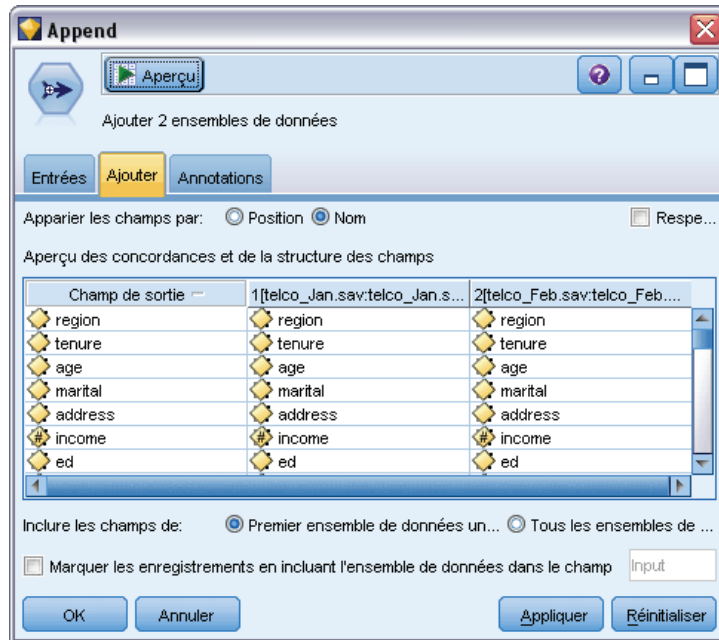 Append
Aperçu
?
Ajouter 2 ensembles de données
Entrées Ajouter Annotations
Apparier les champs par: Position Nom Respe...
Aperçu des concordances et de la structure des champs
Champ de sortie 1[telco_Jan.sav:telco_Jan.s... 2[telco_Feb.sav:telco_Feb....
region region region
tenure tenure tenure
age age age
marital marital marital
address address address
# income # income # income
ed ed ed
Inclure les champs de: Premier ensemble de données un... Tous les ensembles de ...
Marquer les enregistrements en incluant l'ensemble de données dans le champ Input
OK Annuler Appliquer Réinitialiser